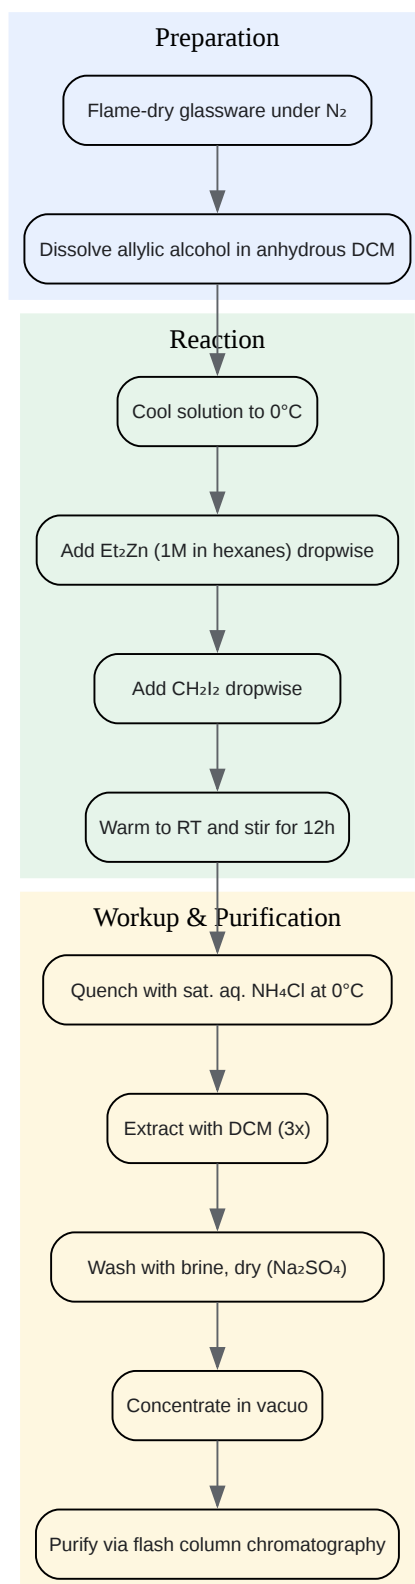 Preparation
Flame-dry glassware under N₂
Dissolve allylic alcohol in anhydrous DCM
Reaction
Cool solution to 0°C
Add Et₂Zn (1M in hexanes) dropwise
Add CH₂I₂ dropwise
Warm to RT and stir for 12h
Workup & Purification
Quench with sat. aq. NH₄Cl at 0°C
Extract with DCM (3x)
Wash with brine, dry (Na₂SO₄)
Concentrate in vacuo
Purify via flash column chromatography